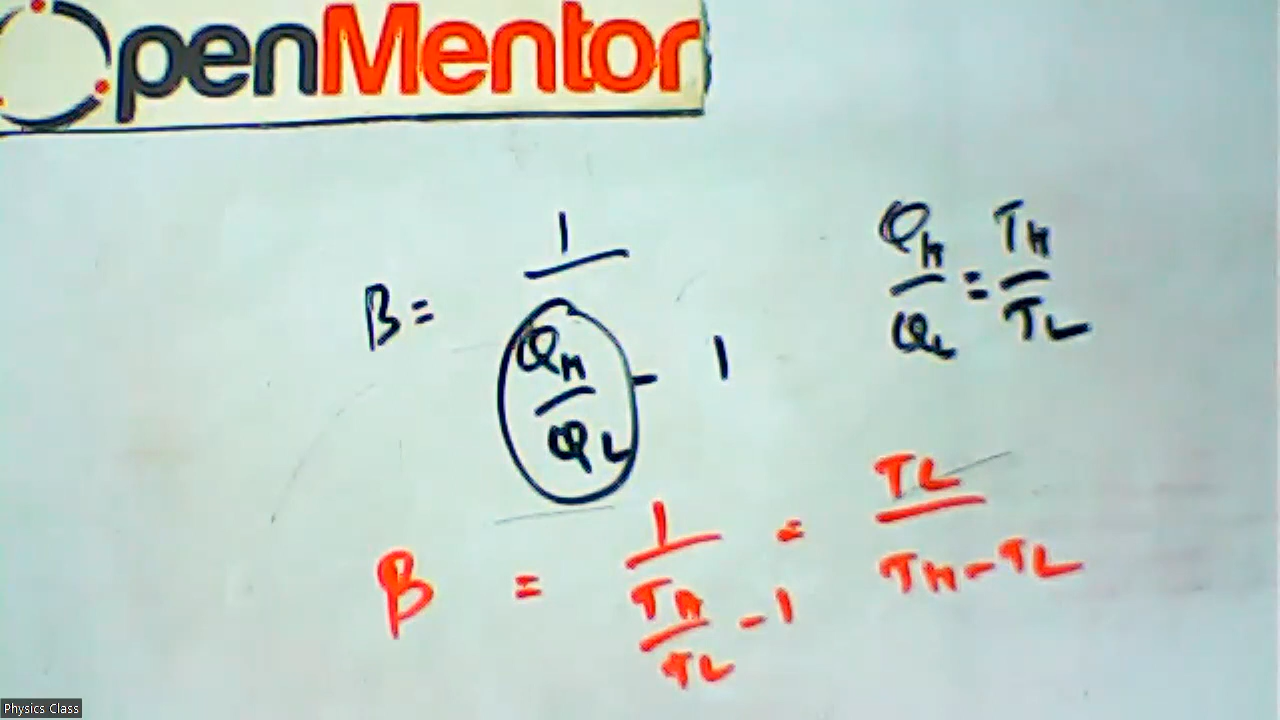 OpenMentor
β = 1 / (QH / QL - 1)
QH / QL = TH / TL
β = 1 / (TH / TL - 1) = TL / (TH - TL)
Physics Class